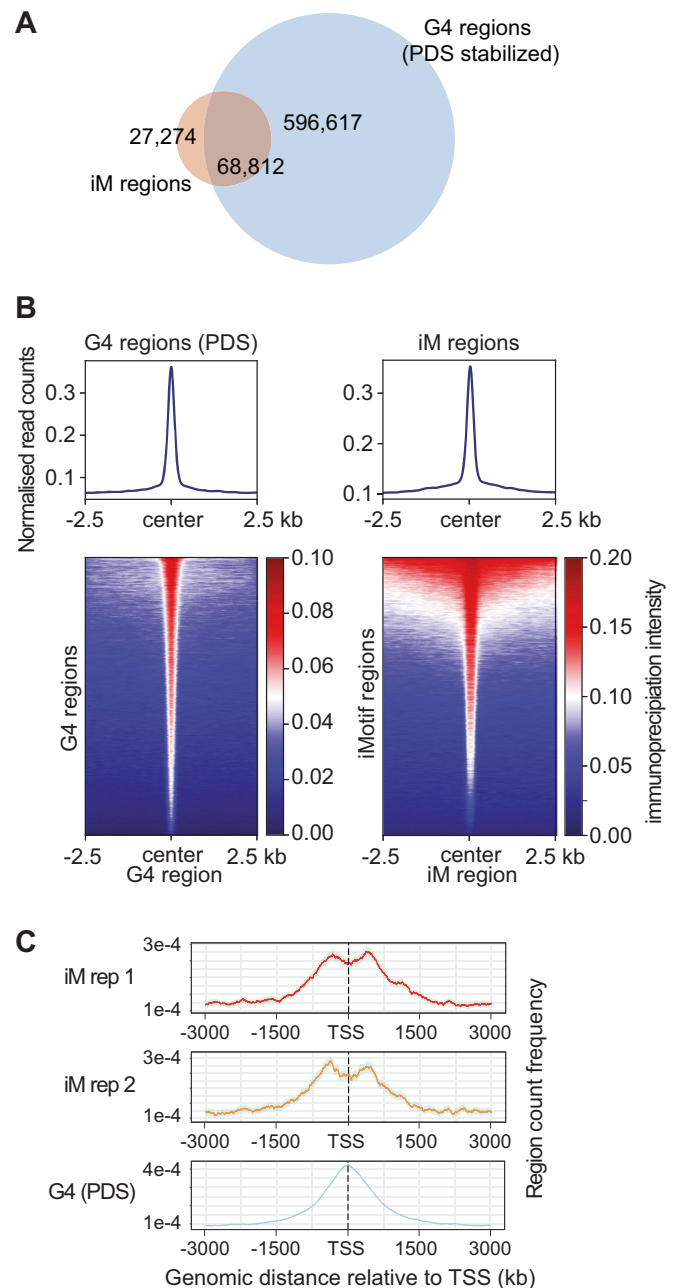 A
G4 regions
(PDS stabilized)
27,274
596,617
68,812
iM regions
B
G4 regions (PDS)
iM regions
Normalised read counts
0.3
0.2
0.1
-2.5
center
2.5 kb
0.3
0.2
0.1
-2.5
center
2.5 kb
G4 regions
0.10
0.08
0.06
0.04
0.02
0.00
-2.5
center
2.5 kb
G4 region
iMotif regions
0.20
0.15
0.10
0.05
0.00
immunoprecipiation intensity
-2.5
center
2.5 kb
iM region
C
iM rep 1
3e-4
1e-4
-3000
-1500
TSS
1500
3000
iM rep 2
3e-4
1e-4
-3000
-1500
TSS
1500
3000
G4 (PDS)
4e-4
1e-4
-3000
-1500
TSS
1500
3000
Region count frequency
Genomic distance relative to TSS (kb)